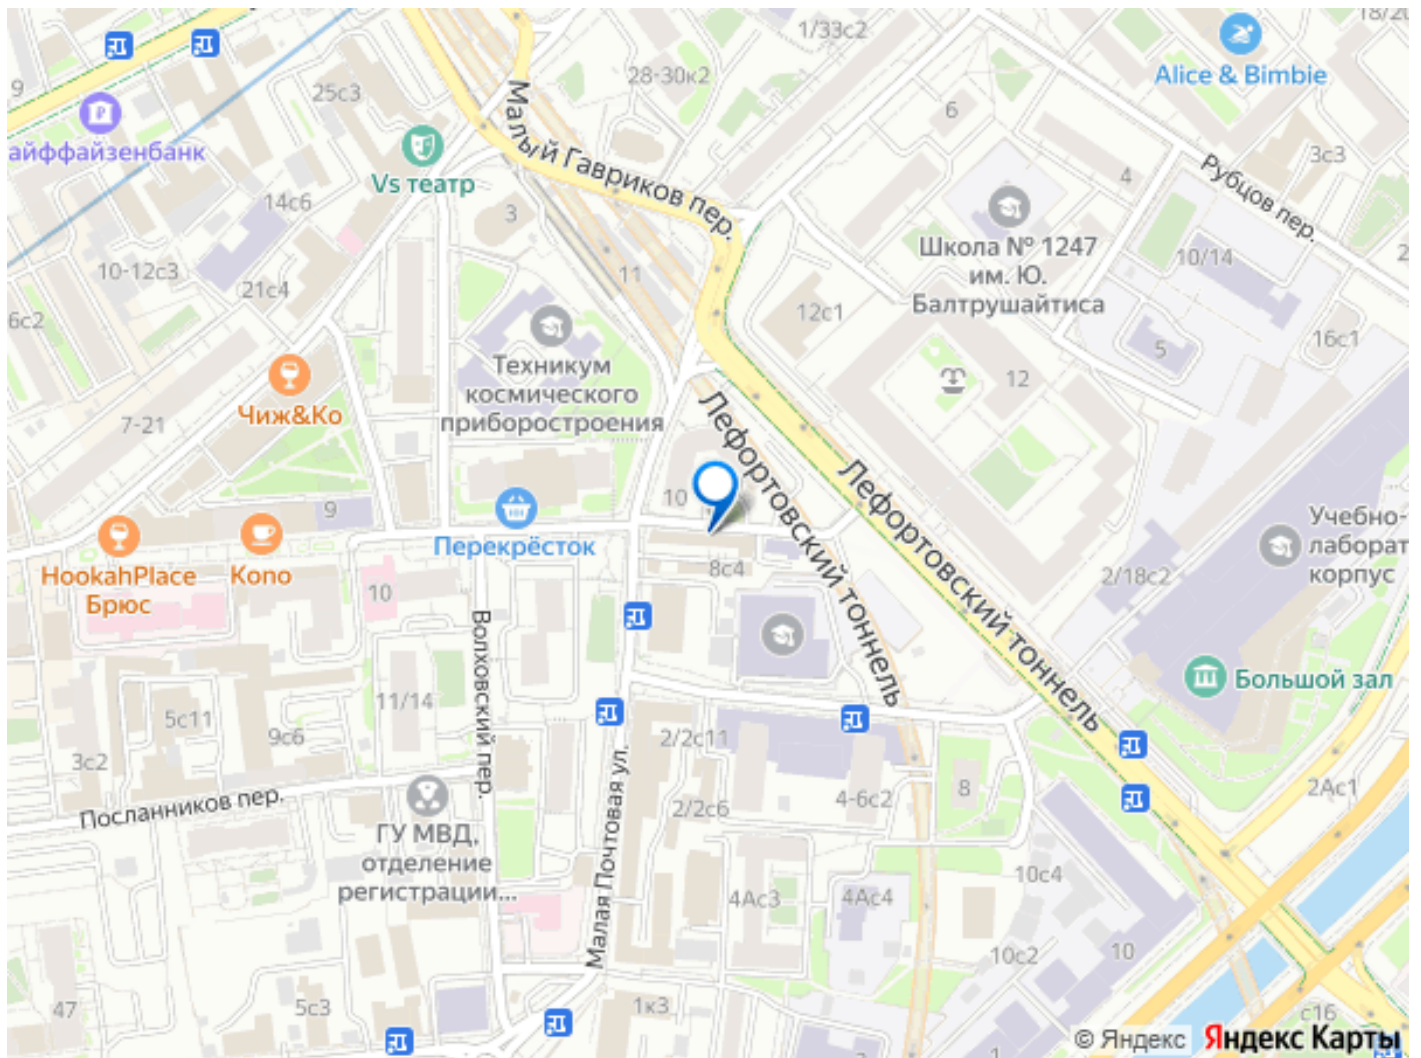 1/33с2
18/20
28-30к2
Alice & Bimbie
9
25с3
6
Малый Гавриков пер.
айффайзенбанк
Vs театр
3с3
4
Рубцов пер.
14с6
3
Школа № 1247
им. Ю.
Балтрушайтиса
10/14
2
10-12с3
11
21с4
6с2
12с1
16с1
5
Техникум
космического
приборостроения
12
Чиж&Ко
7-21
Лефортовский тоннель
Лефортовский тоннель
10
9
Перекрёсток
Учебно-
лаборат
корпус
HookahPlace
Брюс
Kono
8с4
2/18с2
10
Волховский пер.
Большой зал
11/14
5с11
9с6
2/2с11
3с2
Малая Почтовая ул.
Посланников пер.
4-6с2
8
2Ас1
2/2с6
ГУ МВД,
отделение
регистрации...
10с4
4Ас3
4Ас4
10с2
10
47
5с3
1к3
с16
© Яндекс Яндекс Карты